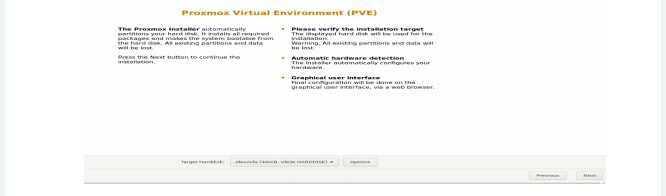 Proxmox Virtual Environment (PVE)
The Proxmox Installer automatically
partitions your hard disk. It installs all required
packages and makes the system bootable from
the hard disk. All existing partitions and data
will be lost.
Press the Next button to continue the
installation.
Please verify the installation target
The displayed hard disk will be used for the
installation.
Warning: All existing partitions and data will
be lost.
Automatic hardware detection
The installer automatically configures your
hardware.
Graphical user interface
Final configuration will be done on the
graphical user interface, via a web browser.
Target Harddisk: /dev/sda (40GiB, VBOX HARDDISK) Options
Previous Next